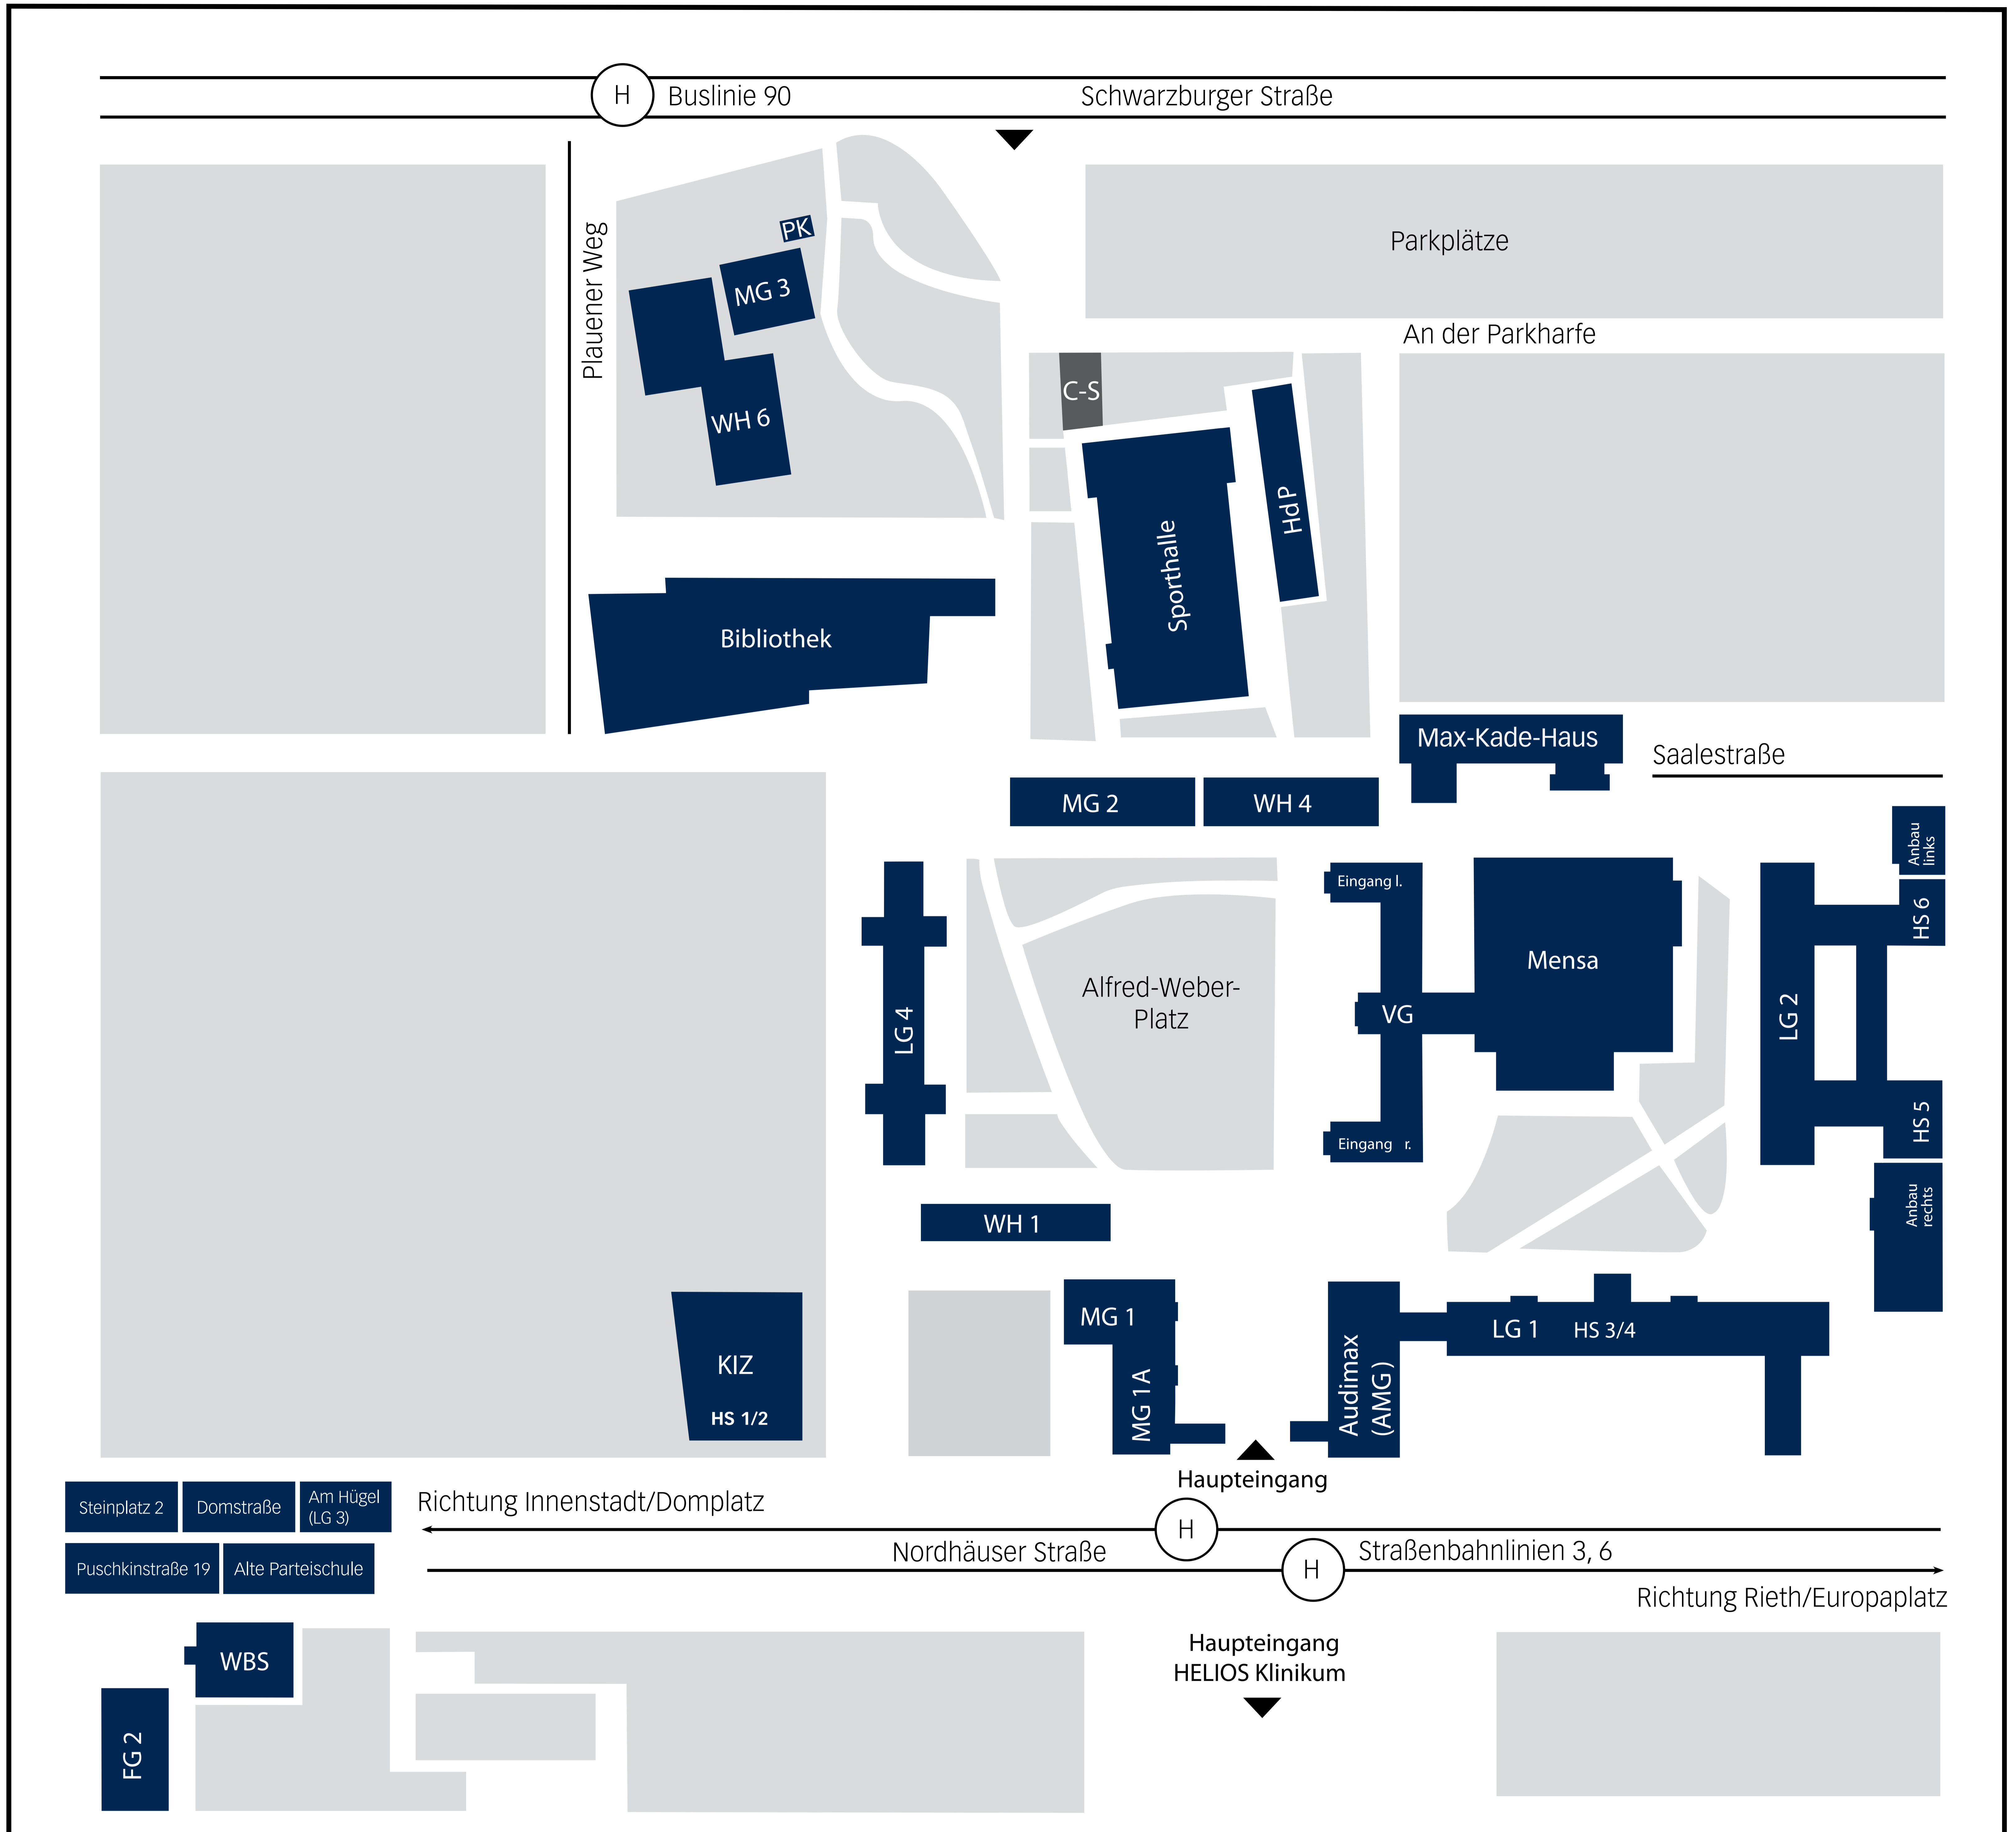 H
Buslinie 90
Schwarzburger Straße
Plauener Weg
PK
MG 3
WH 6
Parkplätze
An der Parkharfe
C-S
Hd P
Sporthalle
Bibliothek
Max-Kade-Haus
Saalestraße
MG 2
WH 4
Anbau
links
HS 6
Eingang l.
Mensa
Alfred-Weber-
Platz
VG
LG 4
LG 2
HS 5
Eingang r.
Anbau
rechts
WH 1
MG 1
MG 1A
Audimax
(AMG )
LG 1
HS 3/4
KIZ
HS 1/2
Haupteingang
Steinplatz 2
Domstraße
Am Hügel
(LG 3)
Richtung Innenstadt/Domplatz
H
Puschkinstraße 19
Alte Parteischule
Nordhäuser Straße
H
Straßenbahnlinien 3, 6
Richtung Rieth/Europaplatz
WBS
FG 2
Haupteingang
HELIOS Klinikum